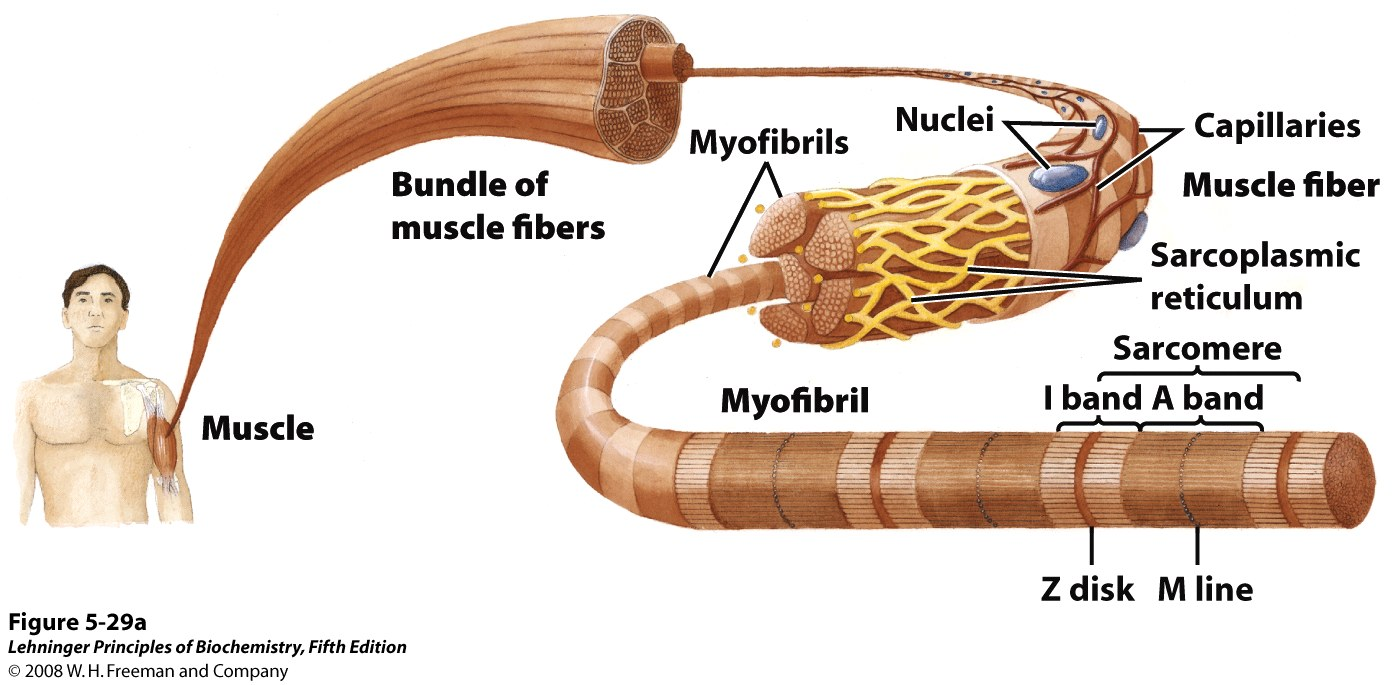 Nuclei
Capillaries
Myofibrils
Bundle of
muscle fibers
Muscle fiber
Sarcoplasmic
reticulum
Sarcomere
I band A band
Myofibril
Muscle
Z disk M line
Figure 5-29a
Lehninger Principles of Biochemistry, Fifth Edition
© 2008 W. H. Freeman and Company